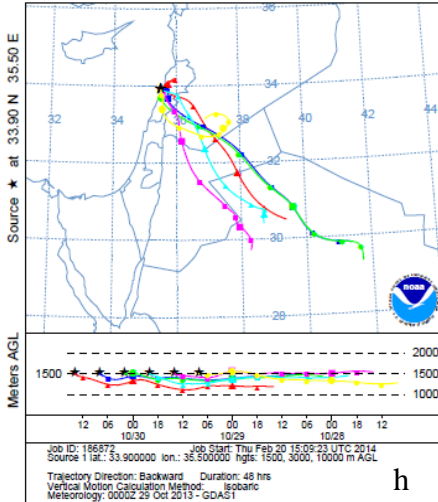 36
44
42
34
32
34
36
38
32
30
28
Source ★ at 33.90 N 35.50 E
noaa
Meters AGL
1500
2000
1500
1000
12 06 00 18 12 06 00 18 12 06 00 18 12
10/30 10/29 10/28
Job ID: 186872 Job Start: Thu Feb 20 15:09:23 UTC 2014
Source 1 lat.: 33.900000 lon.: 35.500000 hgts: 1500, 3000, 10000 m AGL
Trajectory Direction: Backward Duration: 48 hrs
Vertical Motion Calculation Method: Isobaric
Meteorology: 0000Z 29 Oct 2013 - GDAS1
h